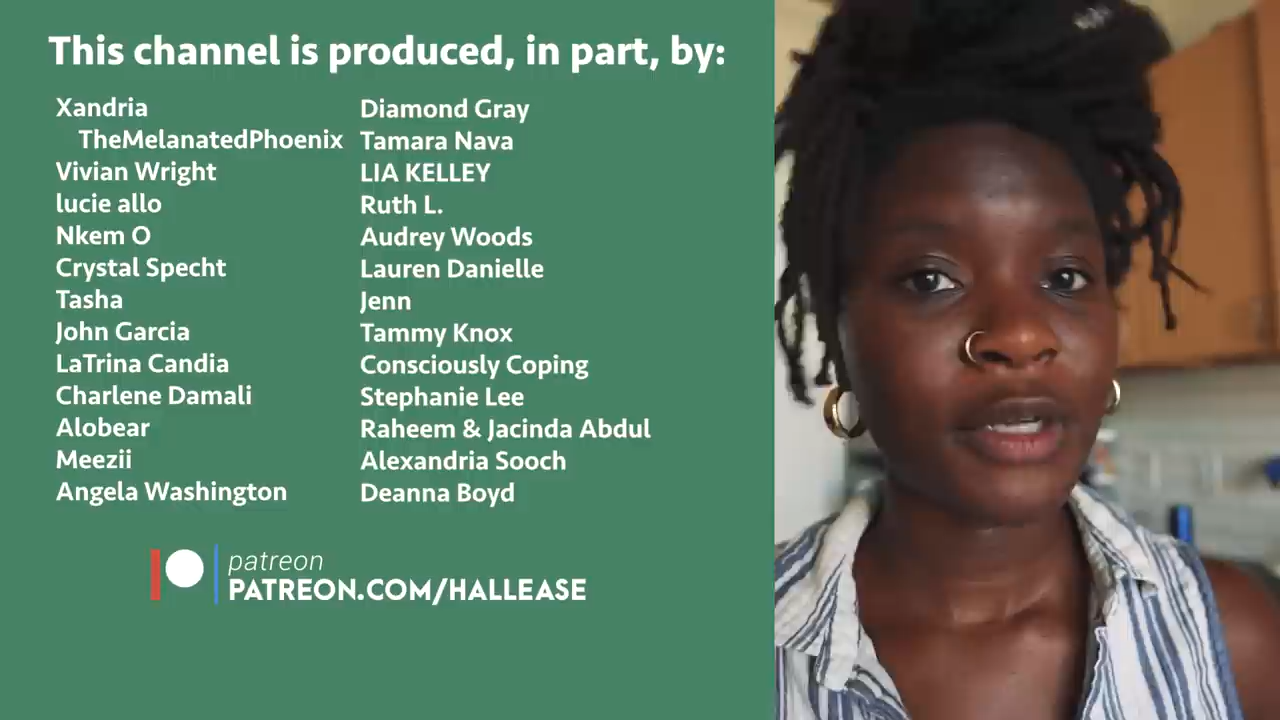 This channel is produced, in part, by:
Xandria
TheMelanatedPhoenix
Vivian Wright
lucie allo
Nkem O
Crystal Specht
Tasha
John Garcia
LaTrina Candia
Charlene Damali
Alobear
Meezii
Angela Washington
Diamond Gray
Tamara Nava
LIA KELLEY
Ruth L.
Audrey Woods
Lauren Danielle
Jenn
Tammy Knox
Consciously Coping
Stephanie Lee
Raheem & Jacinda Abdul
Alexandria Sooch
Deanna Boyd
patreon
PATREON.COM/HALLEASE